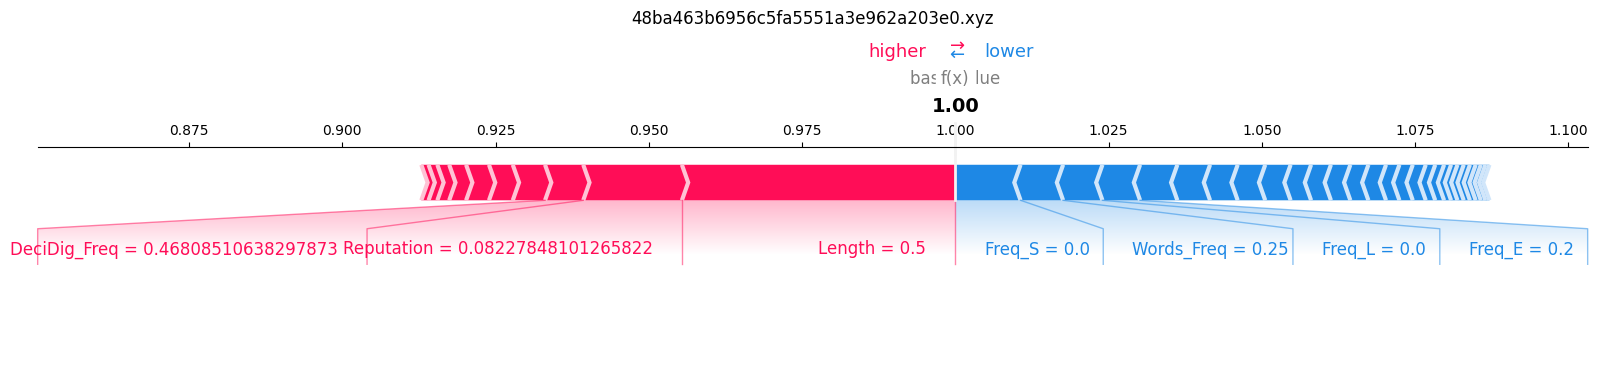 48ba463b6956c5fa5551a3e962a203e0.xyz
higher ⇄ lower
bas f(x) lue
1.00
0.875 0.900 0.925 0.950 0.975 1.000 1.025 1.050 1.075 1.100
DeciDig_Freq = 0.46808510638297873 Reputation = 0.08227848101265822 Length = 0.5 Freq_S = 0.0 Words_Freq = 0.25 Freq_L = 0.0 Freq_E = 0.2